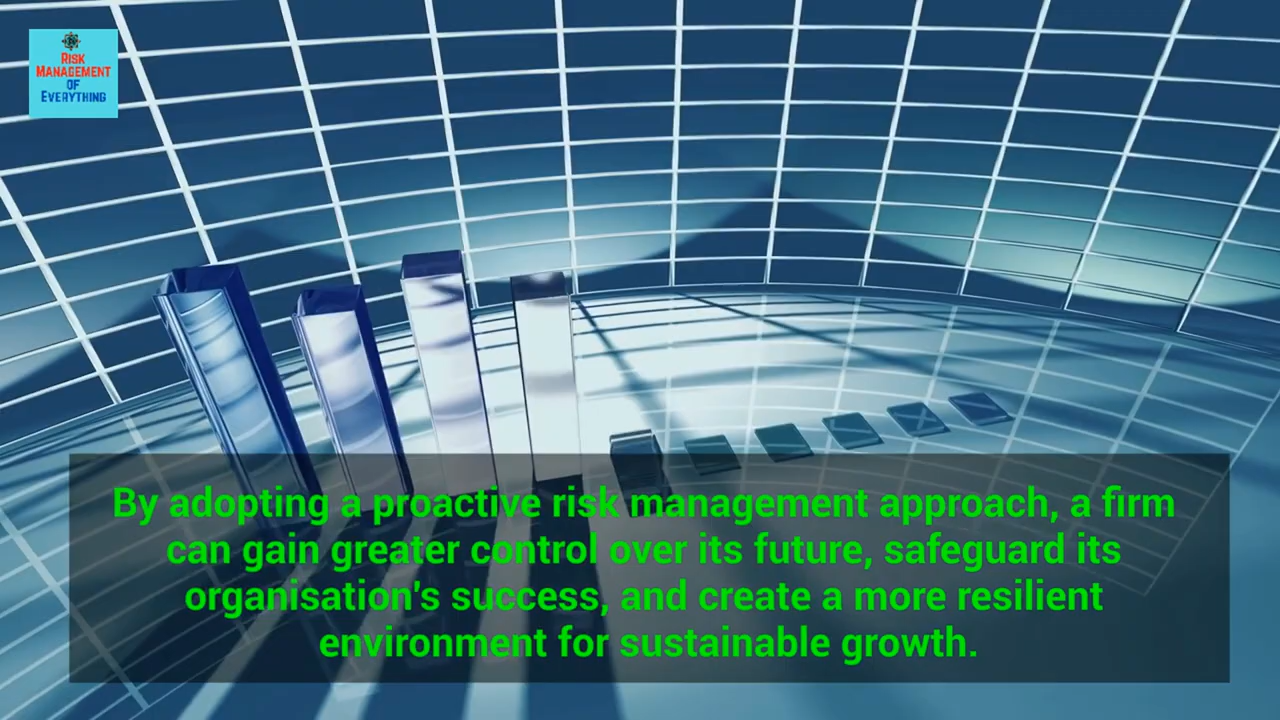 Risk
Management
of
Everything
By adopting a proactive risk management approach, a firm
can gain greater control over its future, safeguard its
organisation's success, and create a more resilient
environment for sustainable growth.